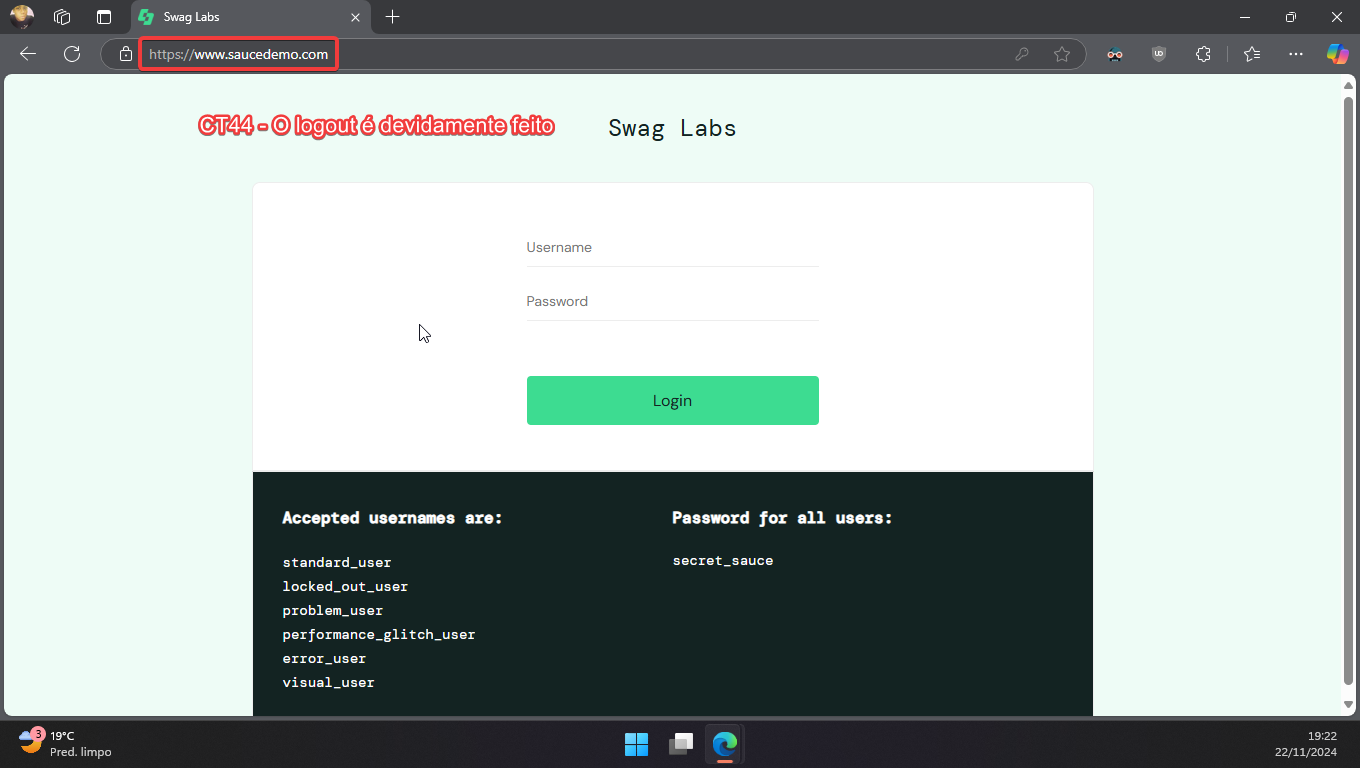 Swag Labs
https://www.saucedemo.com
CT44 - O logout é devidamente feito
Swag Labs
Username
Password
Login
Accepted usernames are:
standard_user
locked_out_user
problem_user
performance_glitch_user
error_user
visual_user
Password for all users:
secret_sauce
3
19°C
Pred. limpo
19:22
22/11/2024